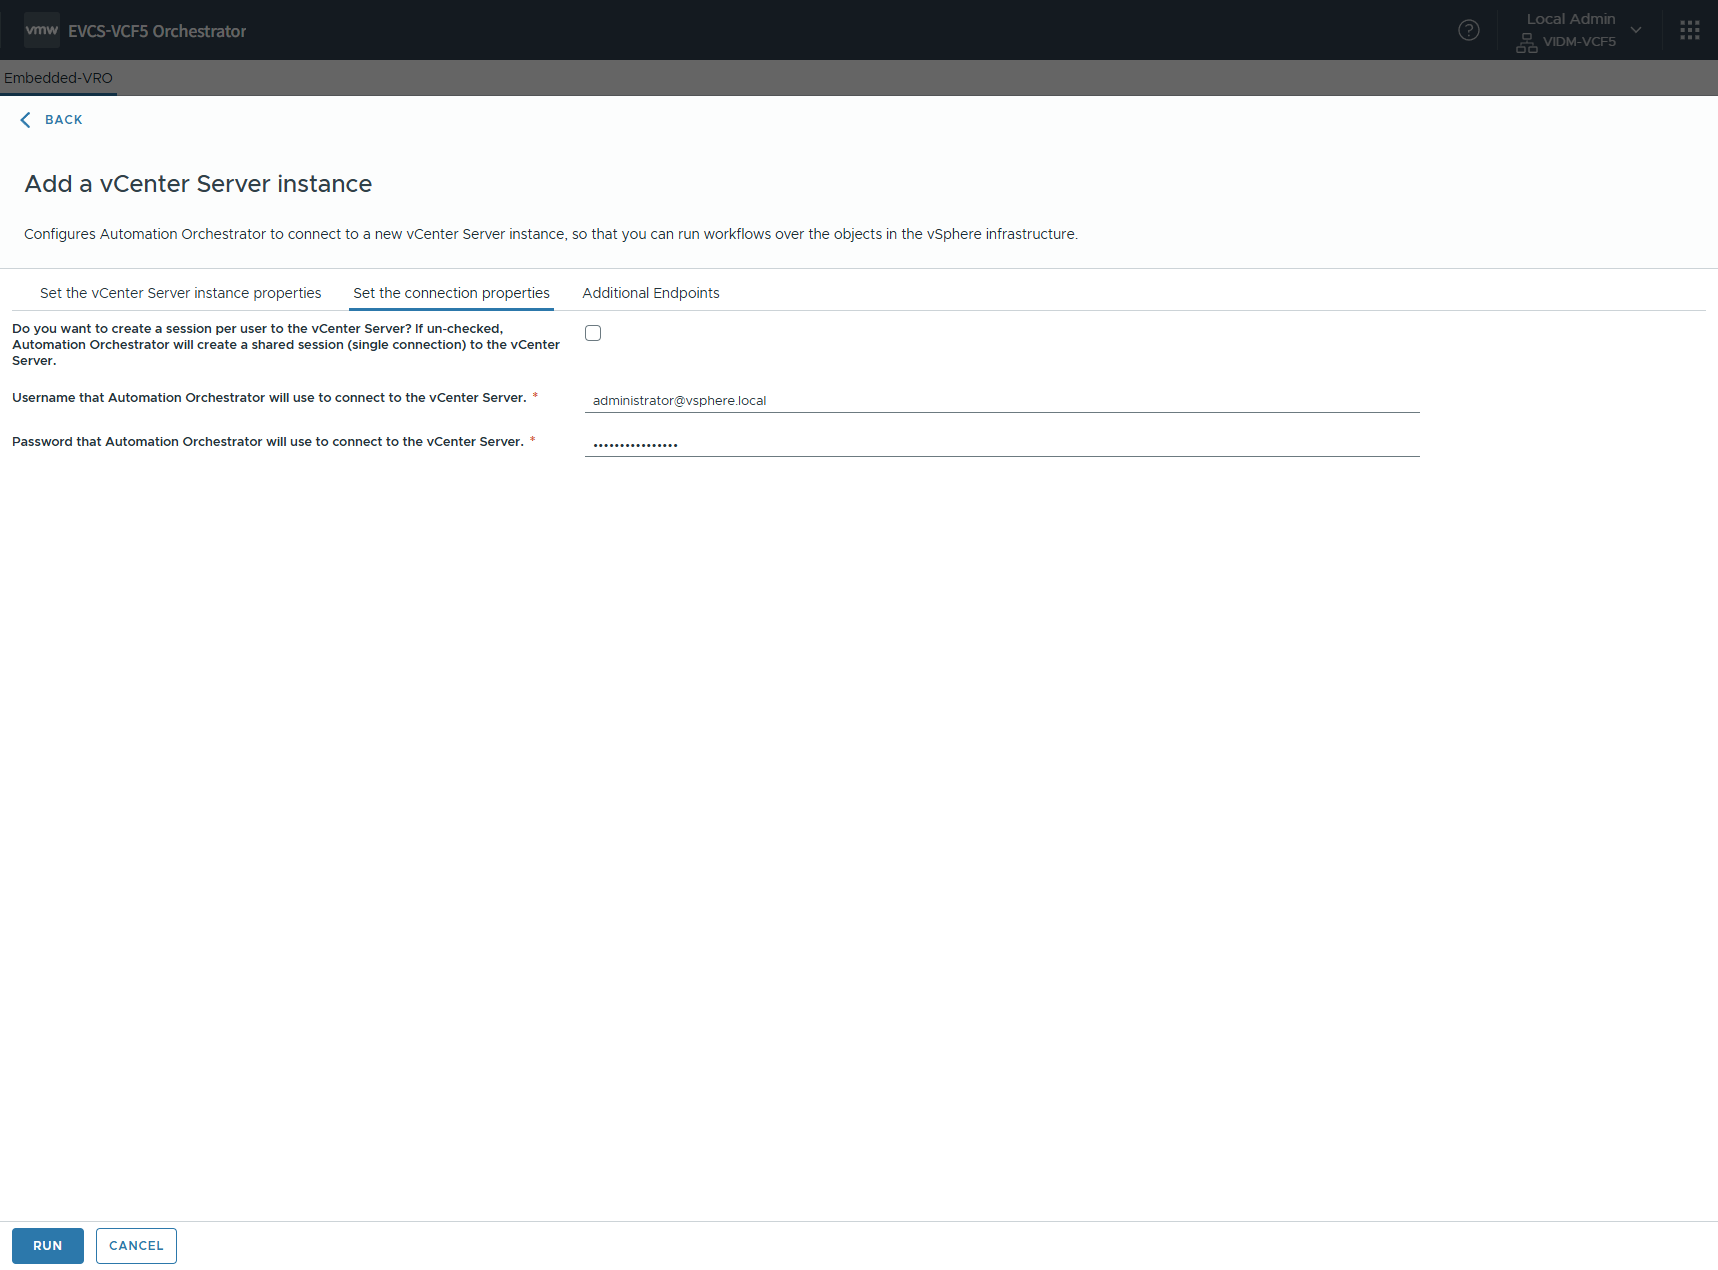 vmw EVCS-VCF5 Orchestrator
?
Local Admin
VIDM-VCF5
Embedded-VRO
BACK
Add a vCenter Server instance
Configures Automation Orchestrator to connect to a new vCenter Server instance, so that you can run workflows over the objects in the vSphere infrastructure.
Set the vCenter Server instance properties Set the connection properties Additional Endpoints
Do you want to create a session per user to the vCenter Server? If un-checked,
Automation Orchestrator will create a shared session (single connection) to the vCenter
Server.
Username that Automation Orchestrator will use to connect to the vCenter Server. * administrator@vsphere.local
Password that Automation Orchestrator will use to connect to the vCenter Server. * ••••••••••••••••
RUN CANCEL